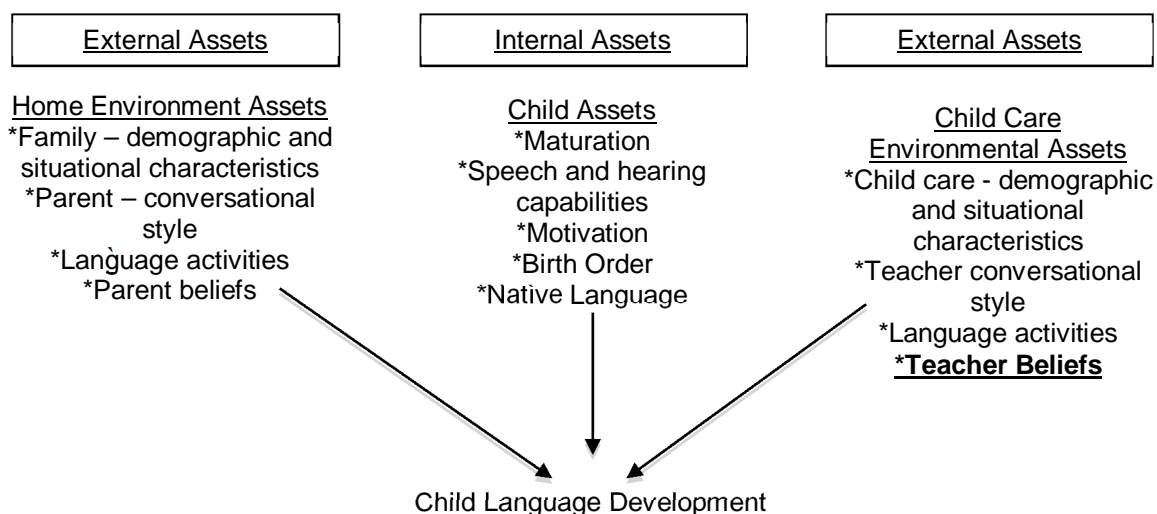 External Assets
Internal Assets
External Assets
Home Environment Assets
*Family – demographic and
situational characteristics
*Parent – conversational
style
*Language activities
*Parent beliefs
Child Assets
*Maturation
*Speech and hearing
capabilities
*Motivation
*Birth Order
*Native Language
Child Care
Environmental Assets
*Child care - demographic
and situational
characteristics
*Teacher conversational
style
*Language activities
*Teacher Beliefs
Child Language Development